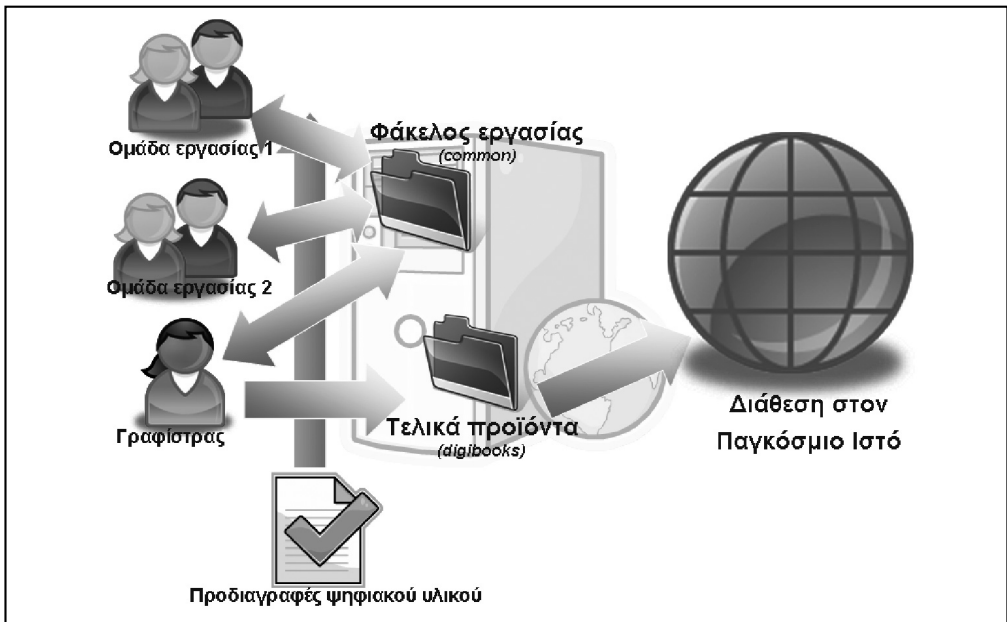 Ομάδα εργασίας 1
Φάκελος εργασίας
(common)
Ομάδα εργασίας 2
Γραφίστρας
Τελικά προϊόντα
(digibooks)
Διάθεση στον
Παγκόσμιο Ιστό
Προδιαγραφές ψηφιακού υλικού